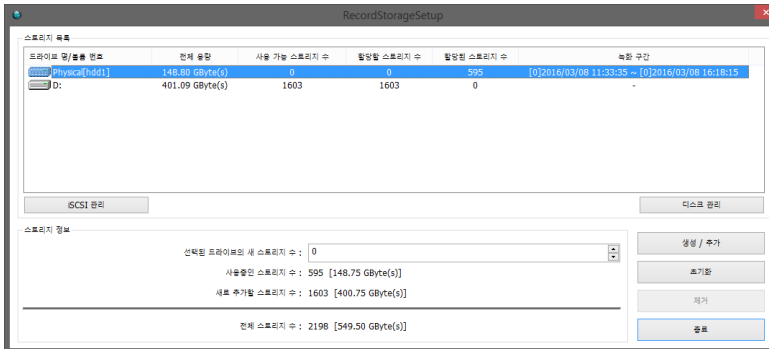 RecordStorageSetup
스토리지 목록
드라이브 명/볼륨 번호 전체 용량 사용 가능 스토리지 수 할당할 스토리지 수 할당된 스토리지 수 녹화 구간
Physical[hdd1] 148.80 GByte(s) 0 0 595 [0]2016/03/08 11:33:35 ~ [0]2016/03/08 16:18:15
D: 401.09 GByte(s) 1603 1603 0 -
iSCSI 관리 디스크 관리
스토리지 정보
선택된 드라이브의 새 스토리지 수 : 0
사용중인 스토리지 수 : 595 [148.75 GByte(s)]
새로 추가할 스토리지 수 : 1603 [400.75 GByte(s)]
전체 스토리지 수 : 2198 [549.50 GByte(s)]
생성 / 추가
초기화
제거
종료